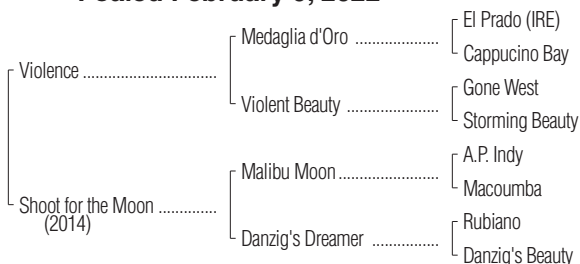 Foaled February 2022
El Prado (IRE)
Medaglia d'Oro ....................
Cappucino Bay
Violence ................................
Gone West
Violent Beauty ......................
Storming Beauty
A.P. Indy
Malibu Moon ........................
Macoumba
Shoot for the Moon ..............
(2014)
Rubiano
Danzig's Dreamer ................
Danzig's Beauty